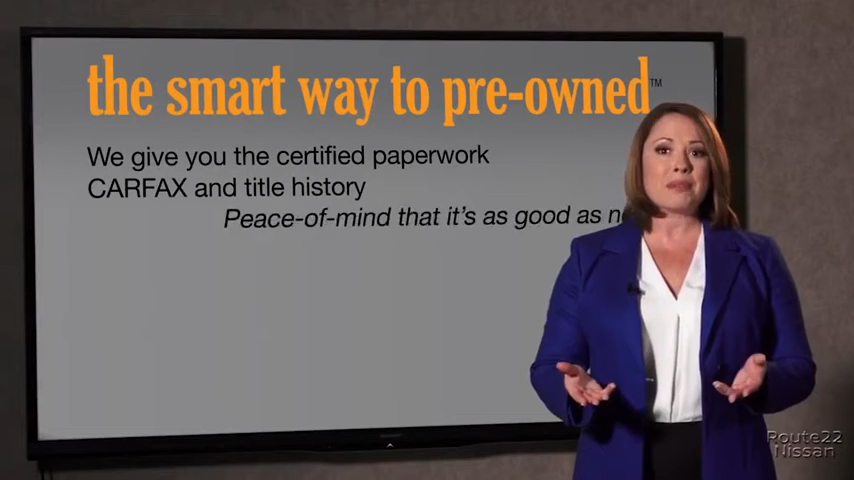 the smart way to pre-owned™
We give you the certified paperwork
CARFAX and title history
Peace-of-mind that it's as good as
Route22
Nissan